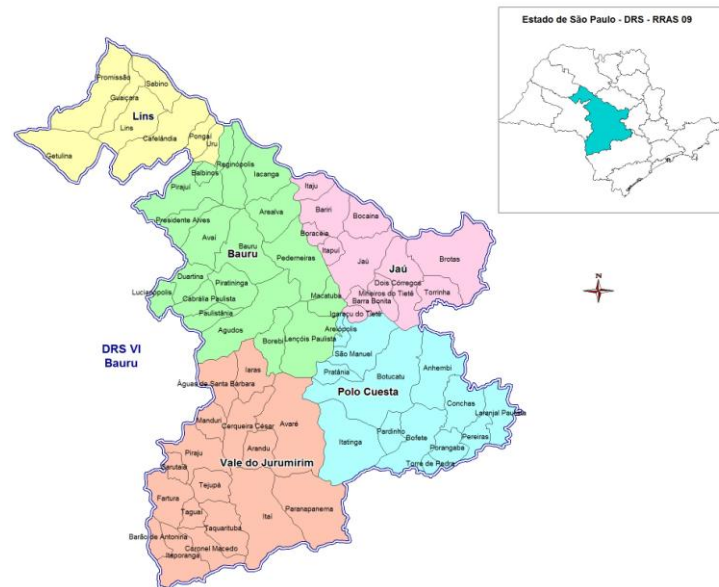 Estado de São Paulo - DRS - RRAS 09
Promissão
Sabino
Guaiçara
Lins
Lins
Pongaí
Uru
Cafelândia
Getulina
Reginópolis
Balbinos
Iacanga
Pirajuí
Presidente Alves
Arealva
Avaí
Bauru
Bauru
Pederneiras
Duartina
Piratininga
Lucianópolis
Cabrália Paulista
Paulistânia
Macatuba
Agudos
Borebi
Lençóis Paulista
Itaju
Bariri
Bocaina
Boracéia
Itapuí
Jaú
Jaú
Brotas
Dois Córregos
Mineiros do Tietê
Torrinha
Barra Bonita
Igaraçu do Tietê
N
DRS VI
Bauru
Areiópolis
São Manuel
Anhembi
Pratânia
Botucatu
Polo Cuesta
Conchas
Laranjal Paulista
Pardinho
Itatinga
Bofete
Pereiras
Porangaba
Torre de Pedra
Iaras
Águas de Santa Bárbara
Manduri
Cerqueira César
Avaré
Arandu
Piraju
Vale do Jurumirim
Sarutaiá
Tejupá
Fartura
Taguaí
Itaí
Paranapanema
Taquarituba
Barão de Antonina
Coronel Macedo
Itaporanga